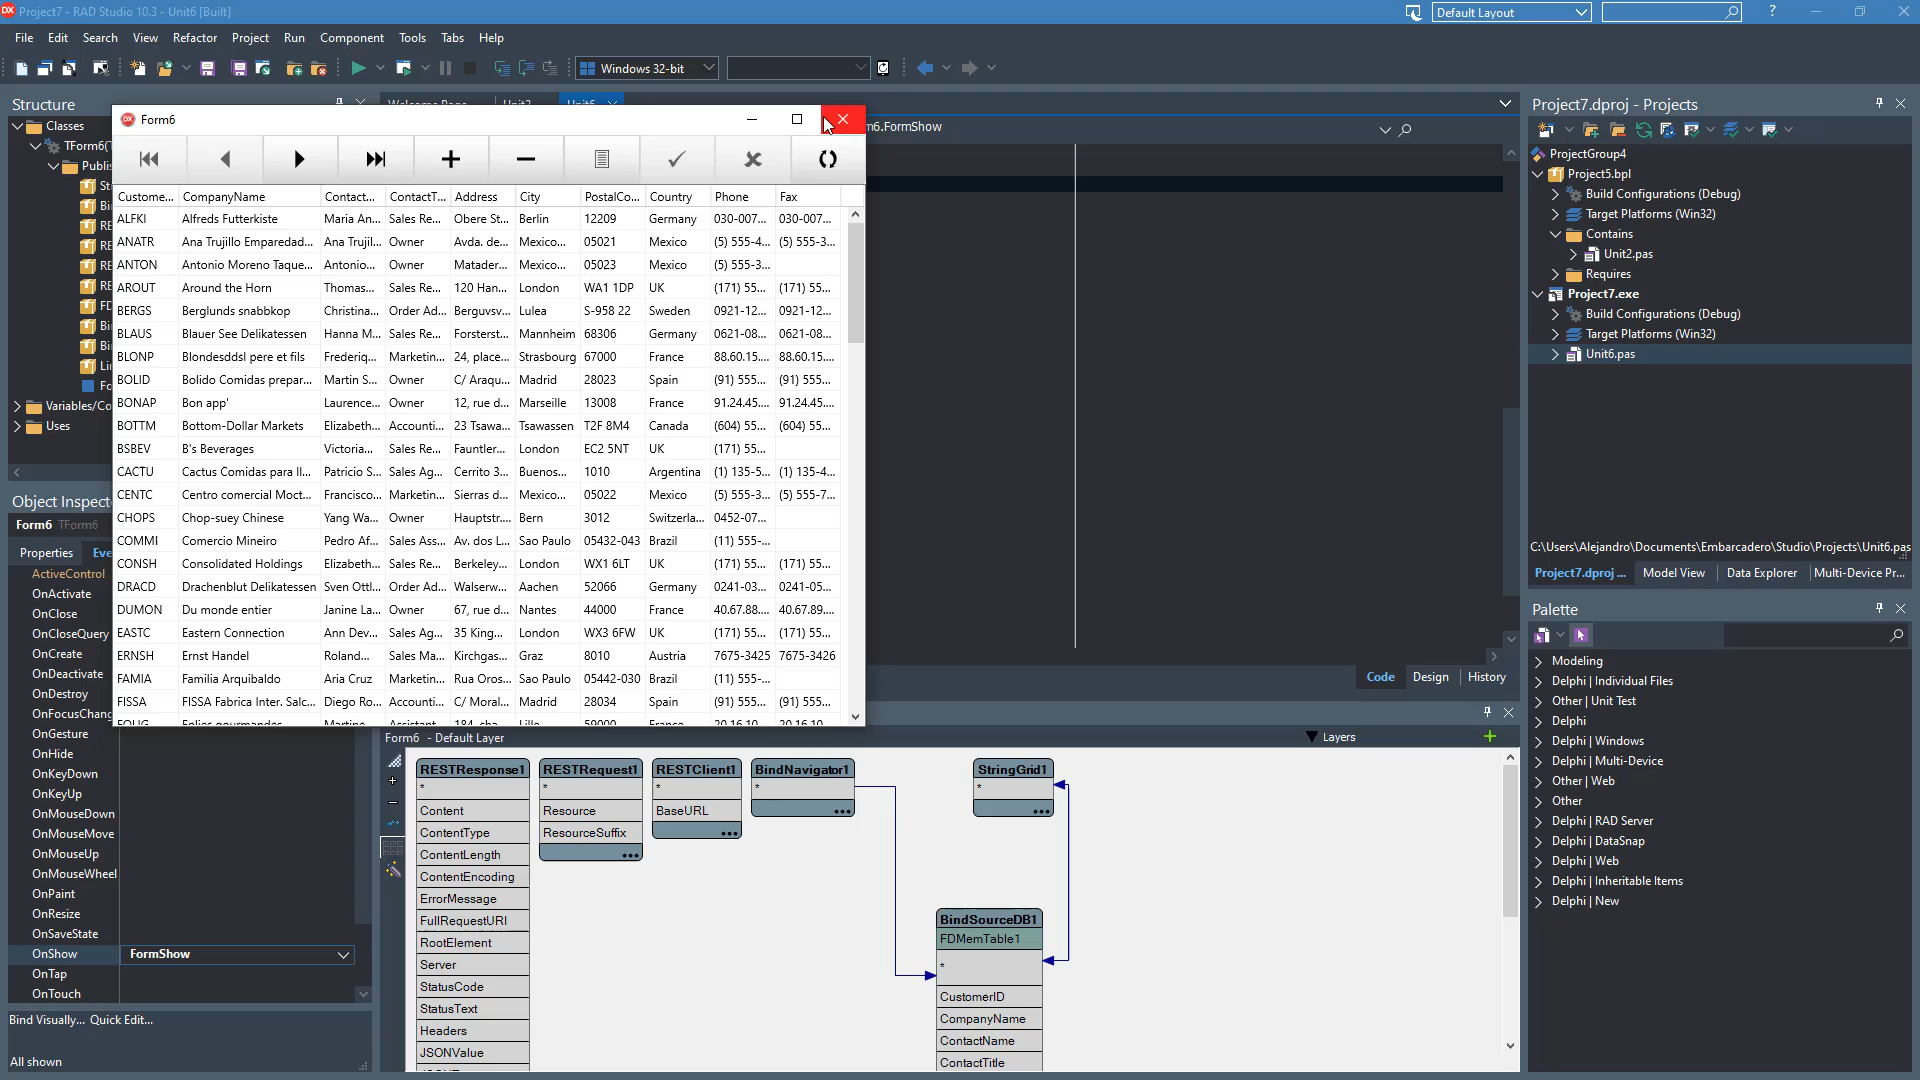 Project7 - RAD Studio 10.3 - Unit6 [Built]
Default Layout
File Edit Search View Refactor Project Run Component Tools Tabs Help
Windows 32-bit
Structure
Classes
Object Inspect
Form6 TForm6
Properties
ActiveControl
OnActivate
OnClose
OnCloseQuery
OnCreate
OnDeactivate
OnDestroy
OnFocusChang
OnGesture
OnHide
OnKeyDown
OnKeyUp
OnMouseDown
OnMouseMove
OnMouseUp
OnMouseWheel
OnPaint
OnResize
OnSaveState
OnShow FormShow
OnTap
OnTouch
Bind Visually... Quick Edit...
All shown
Variables/Co
Uses
Form6
Custome... CompanyName Contact... ContactT... Address City PostalCo... Country Phone Fax
ALFKI Alfreds Futterkiste Maria An... Sales Re... Obere St... Berlin 12209 Germany 030-007... 030-007...
ANATR Ana Trujillo Emparedad... Ana Trujil... Owner Avda. de... Mexico... 05021 Mexico (5) 555-4... (5) 555-3...
ANTON Antonio Moreno Taque... Antonio... Owner Matader... Mexico... 05023 Mexico (5) 555-3...
AROUT Around the Horn Thomas... Sales Re... 120 Han... London WA1 1DP UK (171) 55... (171) 55...
BERGS Berglunds snabbkop Christina... Order Ad... Berguvsv... Lulea S-958 22 Sweden 0921-12... 0921-12...
BLAUS Blauer See Delikatessen Hanna M... Sales Re... Forsterst... Mannheim 68306 Germany 0621-08... 0621-08...
BLONP Blondesddsl pere et fils Frederiq... Marketin... 24, place... Strasbourg 67000 France 88.60.15.... 88.60.15....
BOLID Bolido Comidas prepar... Martin S... Owner C/ Araqu... Madrid 28023 Spain (91) 555... (91) 555...
BONAP Bon app' Laurence... Owner 12, rue d... Marseille 13008 France 91.24.45.... 91.24.45....
BOTTM Bottom-Dollar Markets Elizabeth... Accounti... 23 Tsawa... Tsawassen T2F 8M4 Canada (604) 55... (604) 55...
BSBEV B's Beverages Victoria... Sales Re... Fauntler... London EC2 5NT UK (171) 55...
CACTU Cactus Comidas para ll... Patricio S... Sales Ag... Cerrito 3... Buenos... 1010 Argentina (1) 135-5... (1) 135-4...
CENTC Centro comercial Moct... Francisco... Marketin... Sierras d... Mexico... 05022 Mexico (5) 555-3... (5) 555-7...
CHOPS Chop-suey Chinese Yang Wa... Owner Hauptstr... Bern 3012 Switzerla... 0452-07...
COMMI Comercio Mineiro Pedro Af... Sales Ass... Av. dos L... Sao Paulo 05432-043 Brazil (11) 555-...
CONSH Consolidated Holdings Elizabeth... Sales Re... Berkeley... London WX1 6LT UK (171) 55... (171) 55...
DRACD Drachenblut Delikatessen Sven Ottl... Order Ad... Walserw... Aachen 52066 Germany 0241-03... 0241-05...
DUMON Du monde entier Janine La... Owner 67, rue d... Nantes 44000 France 40.67.88.... 40.67.89....
EASTC Eastern Connection Ann Dev... Sales Ag... 35 King... London WX3 6FW UK (171) 55... (171) 55...
ERNSH Ernst Handel Roland... Sales Ma... Kirchgas... Graz 8010 Austria 7675-3425 7675-3426
FAMIA Familia Arquibaldo Aria Cruz Marketin... Rua Oros... Sao Paulo 05442-030 Brazil (11) 555-...
FISSA FISSA Fabrica Inter. Salc... Diego Ro... Accounti... C/ Moral... Madrid 28034 Spain (91) 555... (91) 555...
m6.FormShow
Code Design History
Form6 - Default Layer
Layers
RESTResponse1
*
Content
ContentType
ContentLength
ContentEncoding
ErrorMessage
FullRequestURI
RootElement
Server
StatusCode
StatusText
Headers
JSONValue
RESTRequest1
*
Resource
ResourceSuffix
RESTClient1
*
BaseURL
BindNavigator1
*
StringGrid1
*
BindSourceDB1
FDMemTable1
*
CustomerID
CompanyName
ContactName
ContactTitle
Project7.dproj - Projects
ProjectGroup4
Project5.bpl
Build Configurations (Debug)
Target Platforms (Win32)
Contains
Unit2.pas
Requires
Project7.exe
Build Configurations (Debug)
Target Platforms (Win32)
Unit6.pas
C:\Users\Alejandro\Documents\Embarcadero\Studio\Projects\Unit6.pas
Project7.dproj ... Model View Data Explorer Multi-Device Pr...
Palette
Modeling
Delphi | Individual Files
Other | Unit Test
Delphi
Delphi | Windows
Delphi | Multi-Device
Other | Web
Other
Delphi | RAD Server
Delphi | DataSnap
Delphi | Web
Delphi | Inheritable Items
Delphi | New